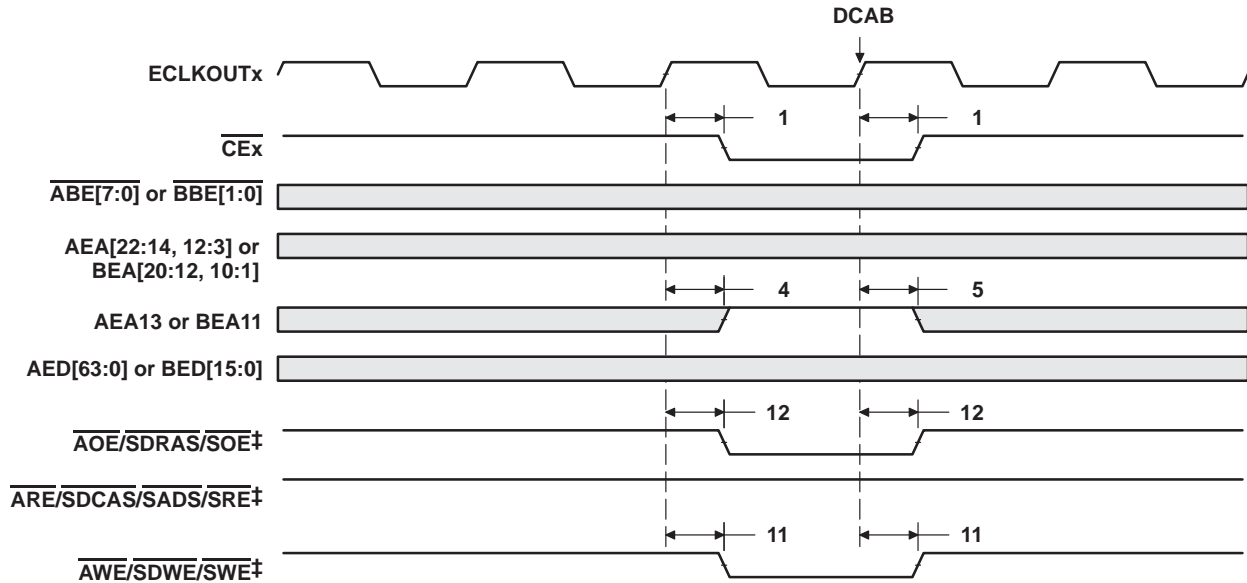 DCAB
ECLKOUTx
1 1
CEx
ABE[7:0] or BBE[1:0]
AEA[22:14, 12:3] or
BEA[20:12, 10:1]
4 5
AEA13 or BEA11
AED[63:0] or BED[15:0]
12 12
AOE/SDRAS/SOE‡
ARE/SDCAS/SADS/SRE‡
11 11
AWE/SDWE/SWE‡